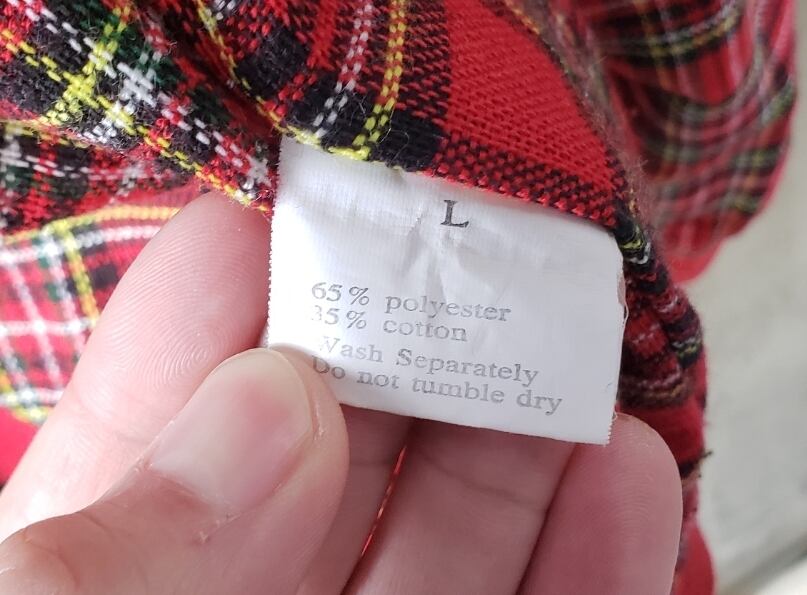 L
65% polyester
35% cotton
Wash Separately
Do not tumble dry